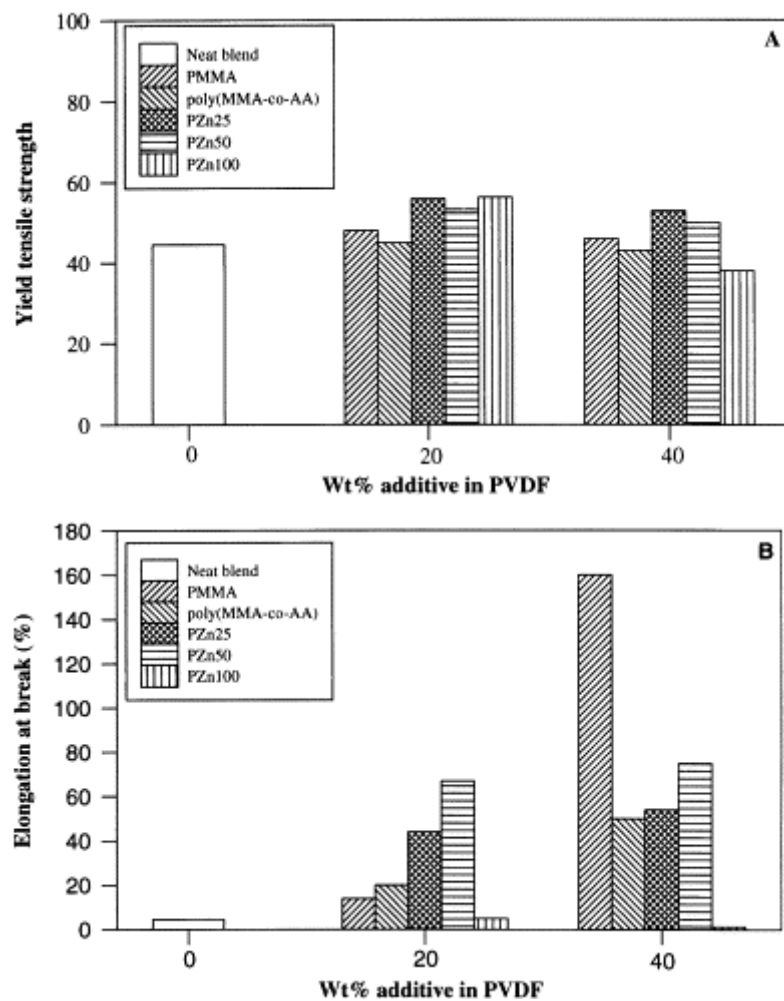 A
100
80
60
40
20
0
Yield tensile strength
Neat blend
PMMA
poly(MMA-co-AA)
PZn25
PZn50
PZn100
0 20 40
Wt% additive in PVDF
B
180
160
140
120
100
80
60
40
20
0
Elongation at break (%)
Neat blend
PMMA
poly(MMA-co-AA)
PZn25
PZn50
PZn100
0 20 40
Wt% additive in PVDF